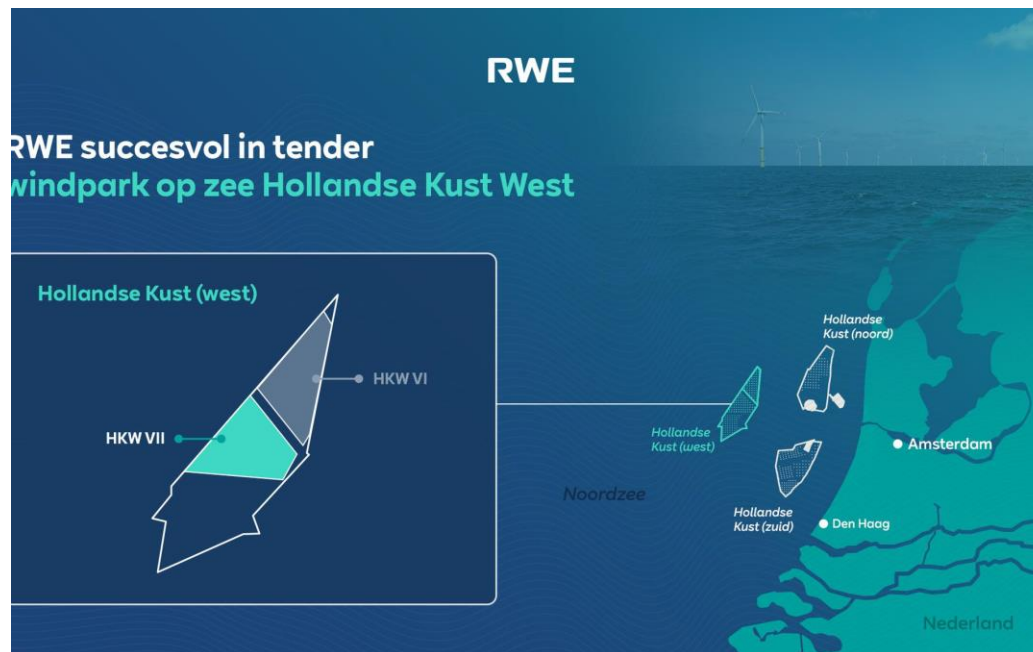 RWE
RWE succesvol in tender
windpark op zee Hollandse Kust West
Hollandse Kust (west)
HKW VI
HKW VII
Hollandse
Kust (noord)
Hollandse
Kust (west)
Amsterdam
Noordzee
Hollandse
Kust (zuid)
Den Haag
Nederland